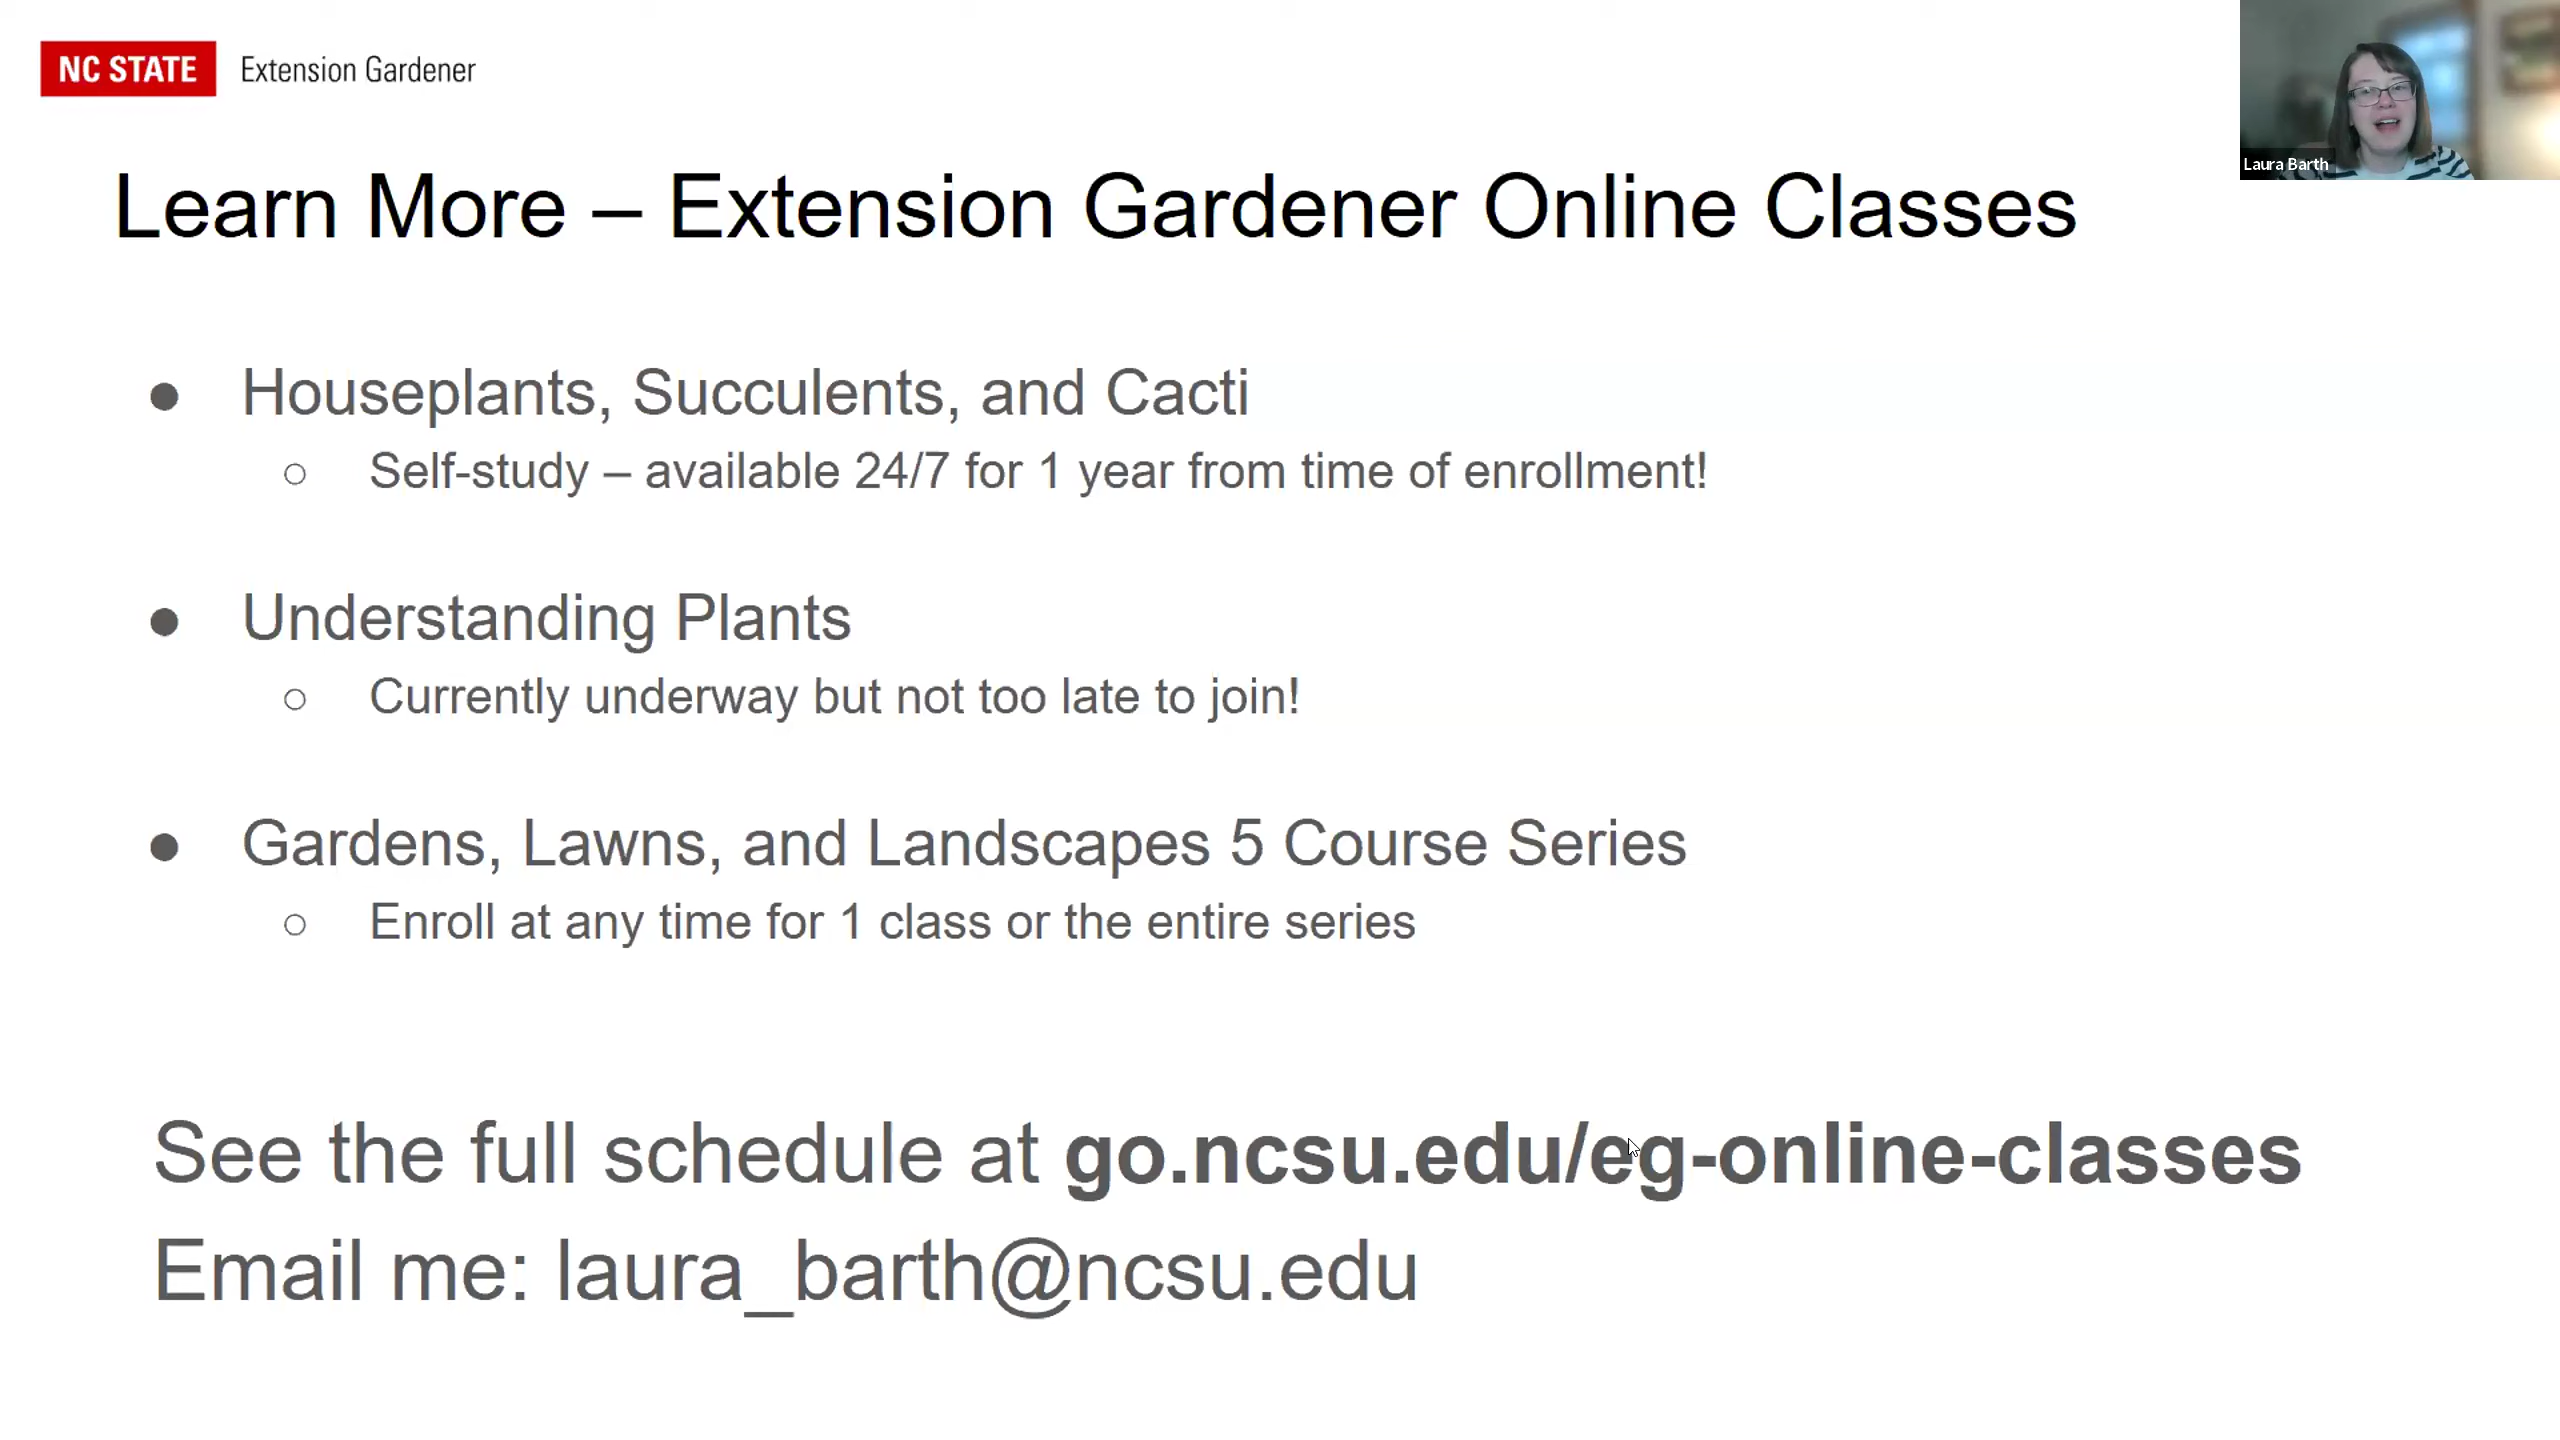 NC STATE Extension Gardener
Laura Barth
Learn More – Extension Gardener Online Classes
● Houseplants, Succulents, and Cacti
○ Self-study – available 24/7 for 1 year from time of enrollment!
● Understanding Plants
○ Currently underway but not too late to join!
● Gardens, Lawns, and Landscapes 5 Course Series
○ Enroll at any time for 1 class or the entire series
See the full schedule at go.ncsu.edu/eg-online-classes
Email me: laura_barth@ncsu.edu